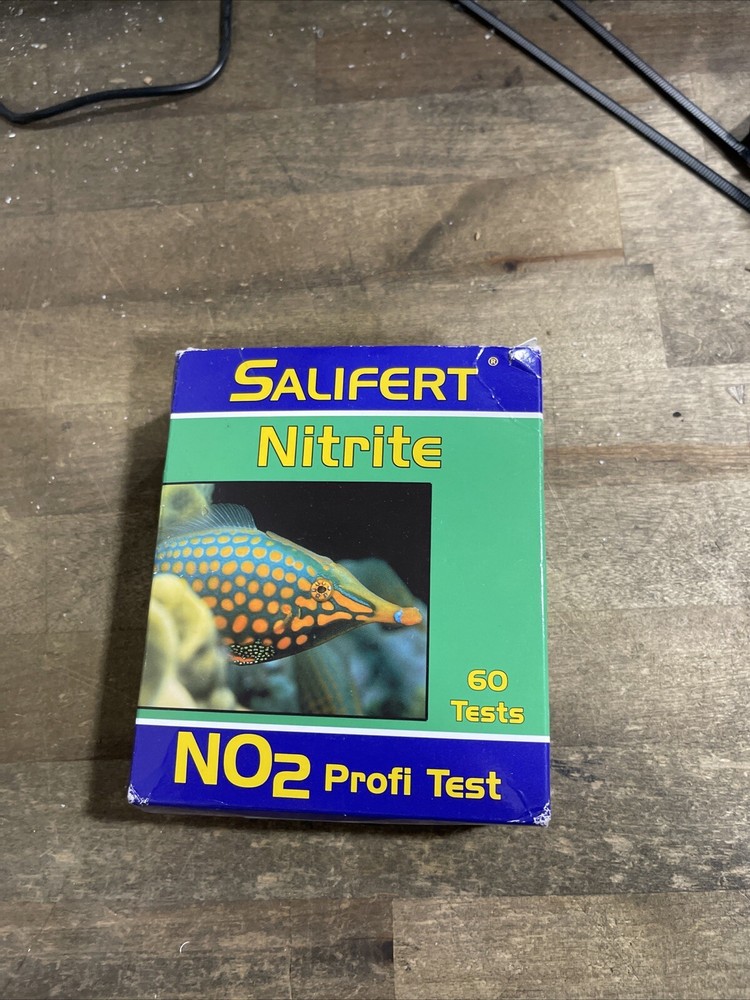 SALIFERT®
Nitrite
60
Tests
NO2 Profi Test